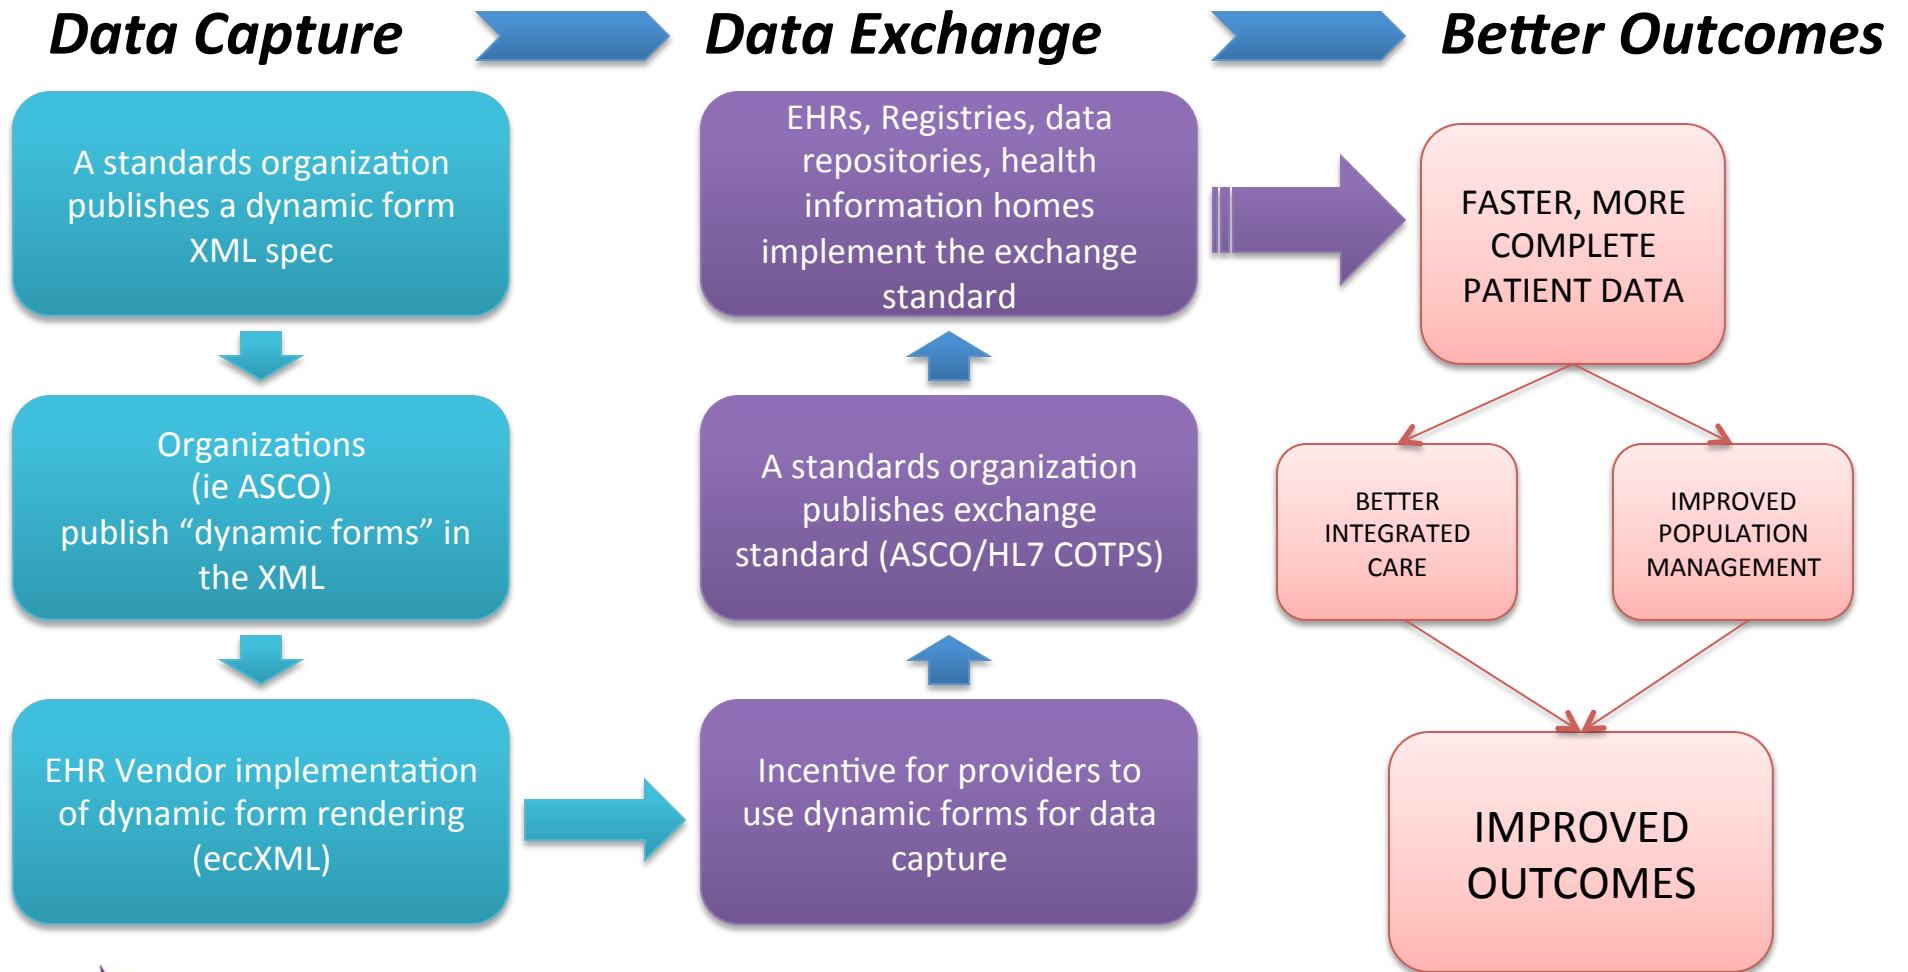 Data Capture
Data Exchange
Better Outcomes
A standards organization
publishes a dynamic form
XML spec
Organizations
(ie ASCO)
publish “dynamic forms” in
the XML
EHR Vendor implementation
of dynamic form rendering
(eccXML)
EHRs, Registries, data
repositories, health
information homes
implement the exchange
standard
A standards organization
publishes exchange
standard (ASCO/HL7 COTPS)
Incentive for providers to
use dynamic forms for data
capture
FASTER, MORE
COMPLETE
PATIENT DATA
BETTER
INTEGRATED
CARE
IMPROVED
POPULATION
MANAGEMENT
IMPROVED
OUTCOMES